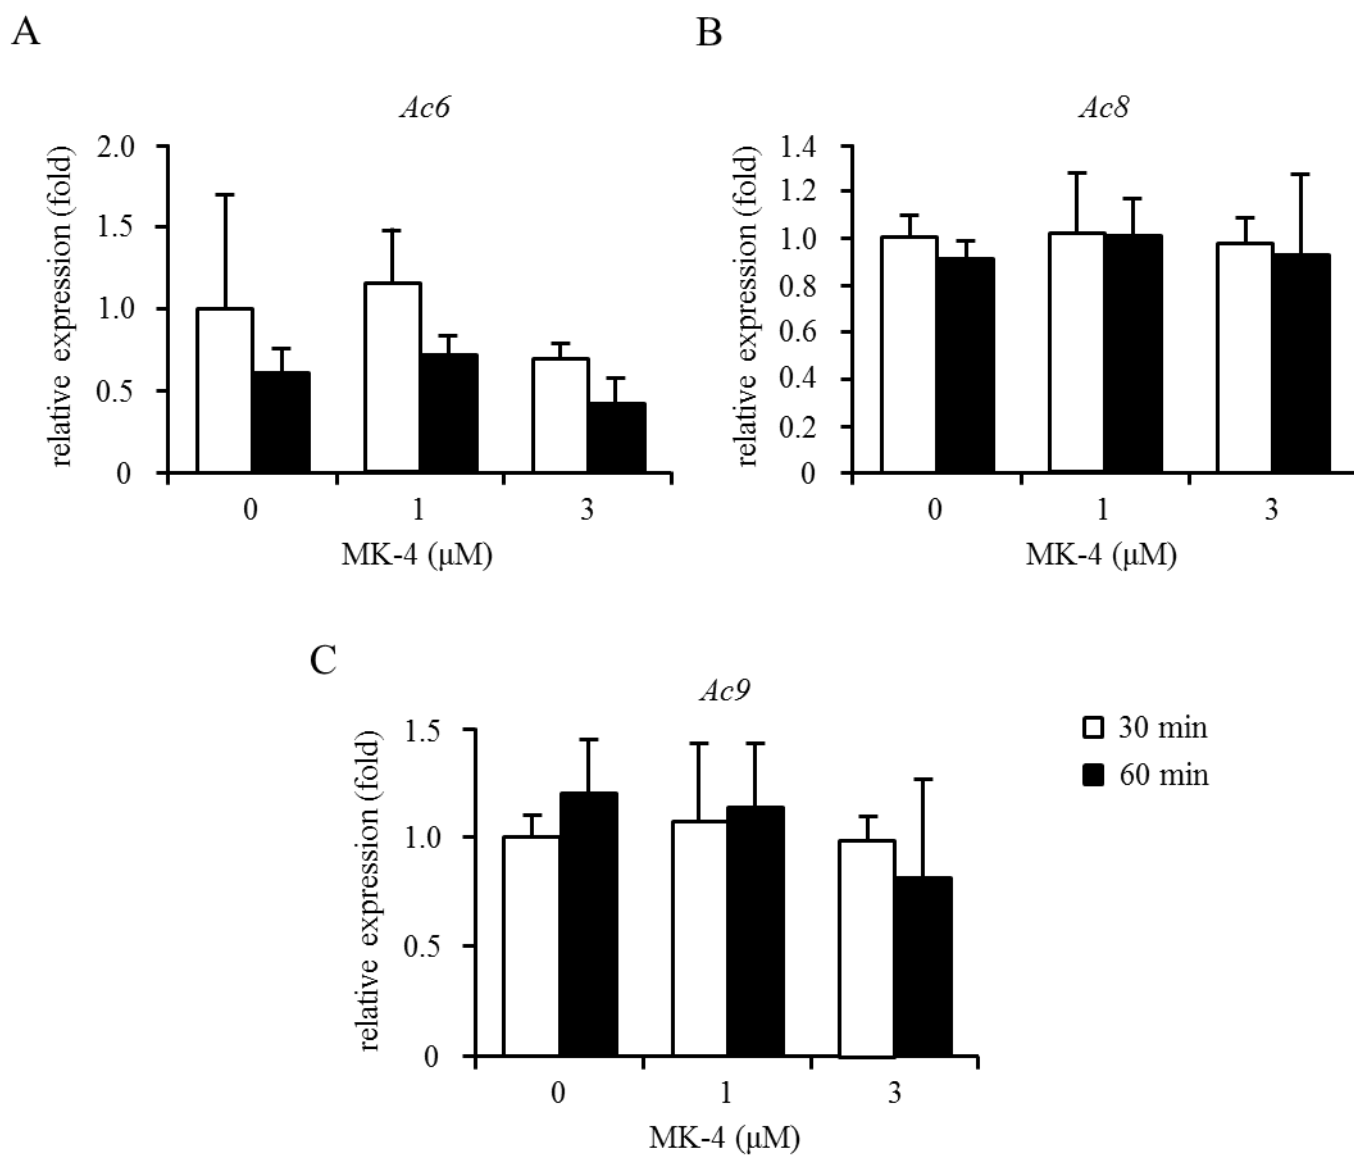 A
Ac6
relative expression (fold)
2.0
1.5
1.0
0.5
0
0 1 3
MK-4 (μM)
B
Ac8
relative expression (fold)
1.4
1.2
1.0
0.8
0.6
0.4
0.2
0
0 1 3
MK-4 (μM)
C
Ac9
relative expression (fold)
1.5
1.0
0.5
0
0 1 3
MK-4 (μM)
30 min
60 min